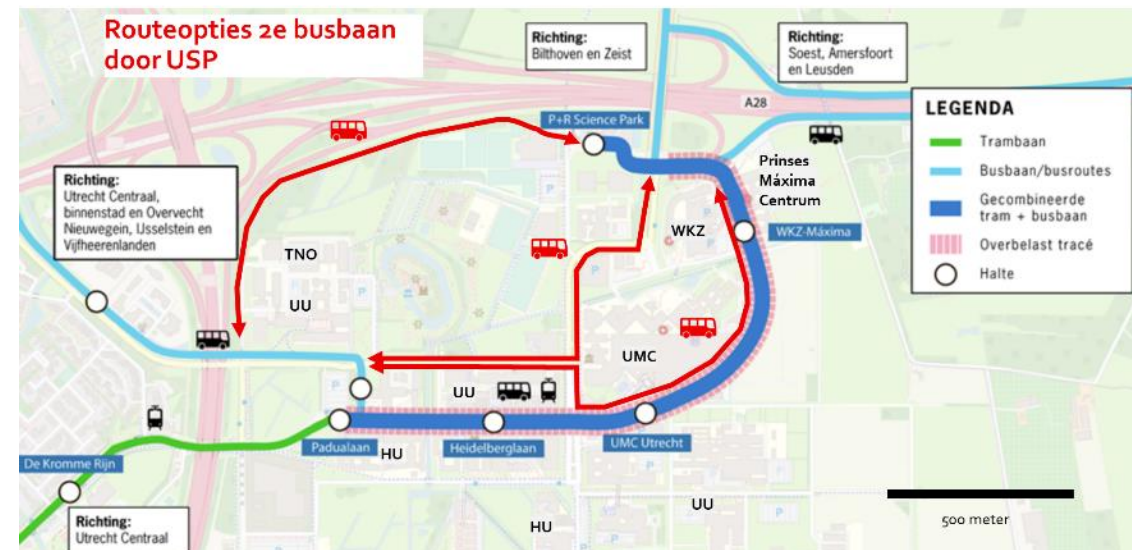 Routeopties 2e busbaan
door USP
Richting:
Bilthoven en Zeist
Richting:
Soest, Amersfoort
en Leusden
A28
P+R Science Park
LEGENDA
Trambaan
Busbaan/busroutes
Gecombineerde
tram + busbaan
Overbelast tracé
Halte
Richting:
Utrecht Centraal,
binnenstad en Overvecht
Nieuwegein, IJsselstein en
Vijfheerenlanden
Prinses
Máxima
Centrum
WKZ
WKZ-Máxima
TNO
UU
UMC
UU
Padualaan
Heidelberglaan
UMC Utrecht
HU
De Kromme Rijn
UU
HU
Richting:
Utrecht Centraal
500 meter
P
P
P
P
P